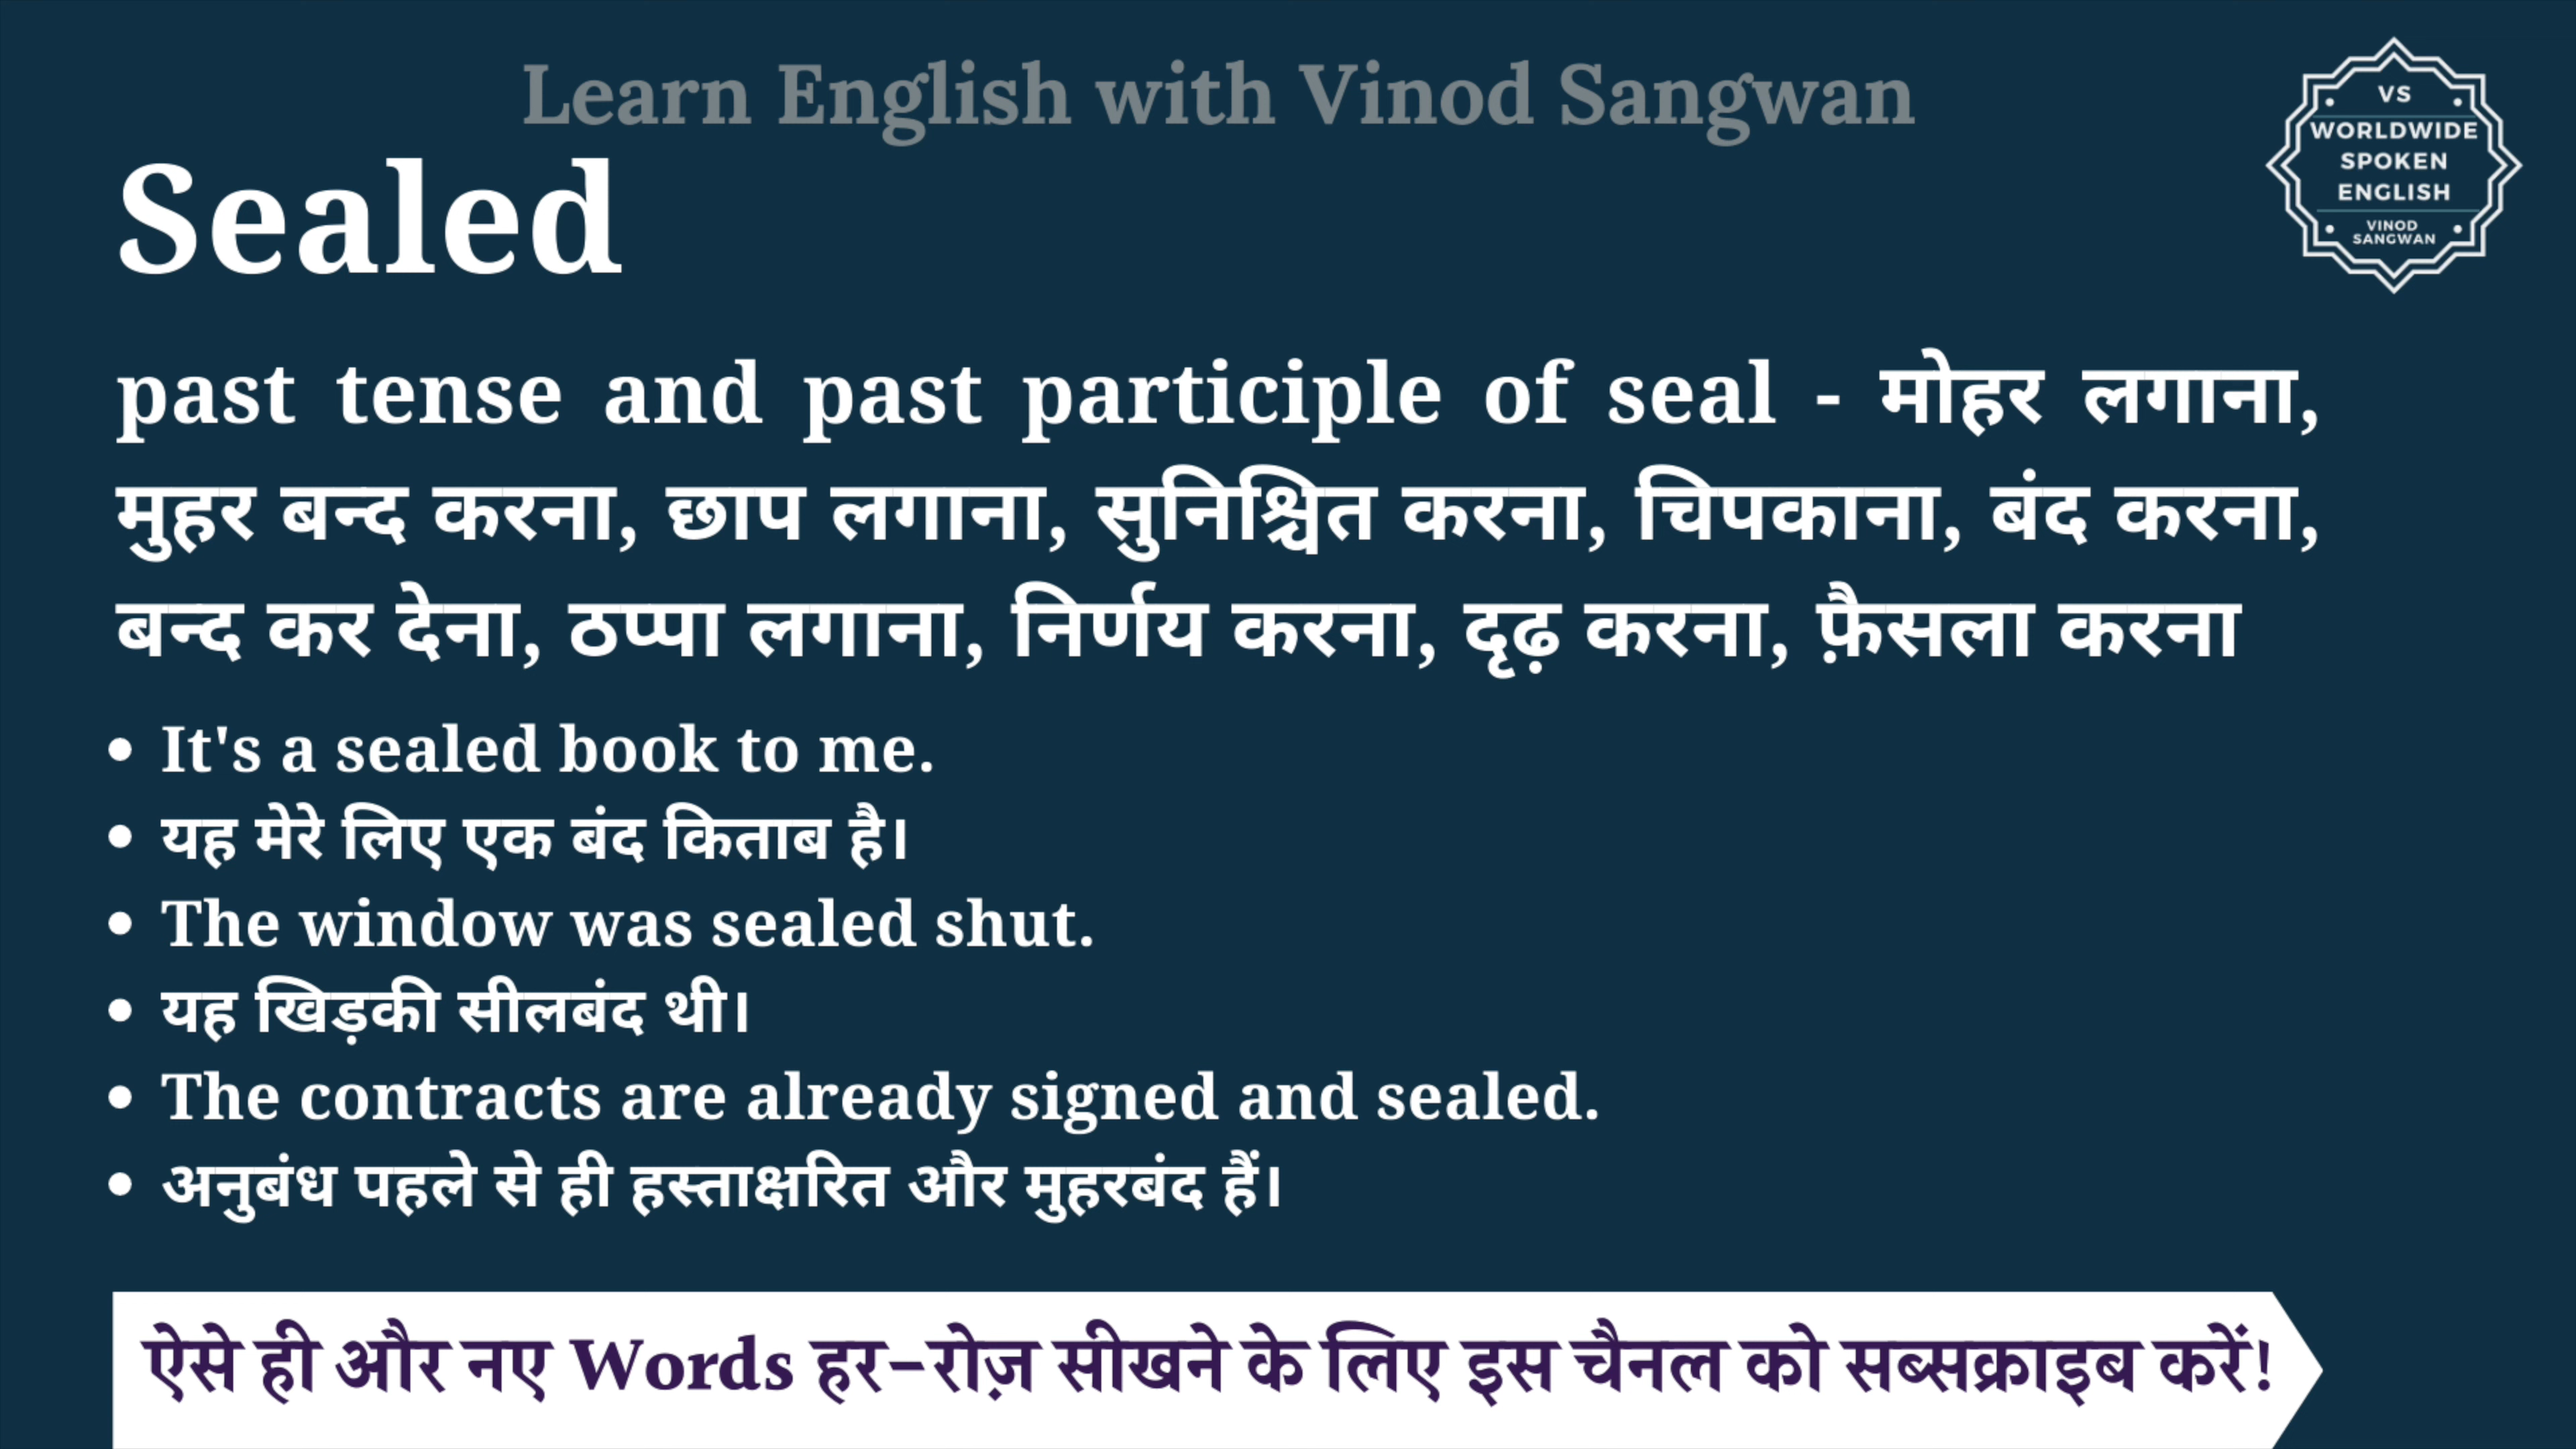 Learn English with Vinod Sangwan
VS
WORLDWIDE
SPOKEN
ENGLISH
VINOD
SANGWAN
Sealed
past tense and past participle of seal - मोहर लगाना,
मुहर बन्द करना, छाप लगाना, सुनिश्चित करना, चिपकाना, बंद करना,
बन्द कर देना, ठप्पा लगाना, निर्णय करना, दृढ़ करना, फ़ैसला करना
• It's a sealed book to me.
• यह मेरे लिए एक बंद किताब है।
• The window was sealed shut.
• यह खिड़की सीलबंद थी।
• The contracts are already signed and sealed.
• अनुबंध पहले से ही हस्ताक्षरित और मुहरबंद हैं।
ऐसे ही और नए Words हर-रोज़ सीखने के लिए इस चैनल को सब्सक्राइब करें!